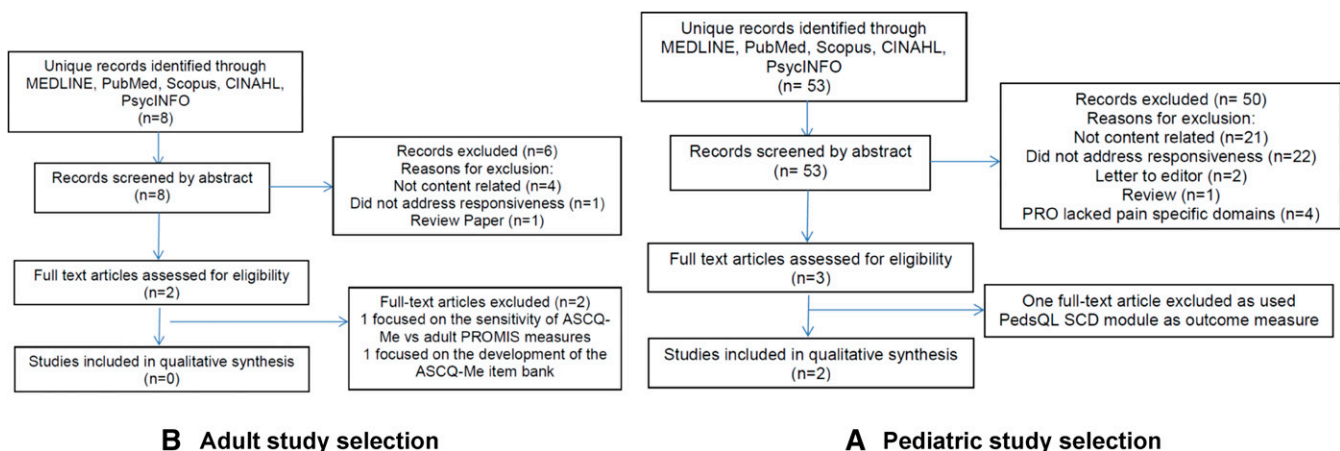 Unique records identified through
MEDLINE, PubMed, Scopus, CINAHL,
PsycINFO
(n=8)
Records screened by abstract
(n=8)
Records excluded (n=6)
Reasons for exclusion:
Not content related (n=4)
Did not address responsiveness (n=1)
Review Paper (n=1)
Full text articles assessed for eligibility
(n=2)
Full-text articles excluded (n=2)
1 focused on the sensitivity of ASCQ-
Me vs adult PROMIS measures
1 focused on the development of the
ASCQ-Me item bank
Studies included in qualitative synthesis
(n=0)
B Adult study selection
Unique records identified through
MEDLINE, PubMed, Scopus, CINAHL,
PsycINFO
(n= 53)
Records screened by abstract
(n= 53)
Records excluded (n= 50)
Reasons for exclusion:
Not content related (n=21)
Did not address responsiveness (n=22)
Letter to editor (n=2)
Review (n=1)
PRO lacked pain specific domains (n=4)
Full text articles assessed for eligibility
(n=3)
One full-text article excluded as used
PedsQL SCD module as outcome measure
Studies included in qualitative synthesis
(n=2)
A Pediatric study selection